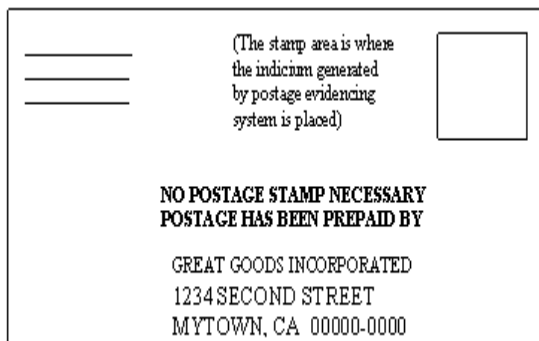 (The stamp area is where
the indicium generated
by postage evidencing
system is placed)
NO POSTAGE STAMP NECESSARY
POSTAGE HAS BEEN PREPAID BY
GREAT GOODS INCORPORATED
1234 SECOND STREET
MYTOWN, CA 00000-0000